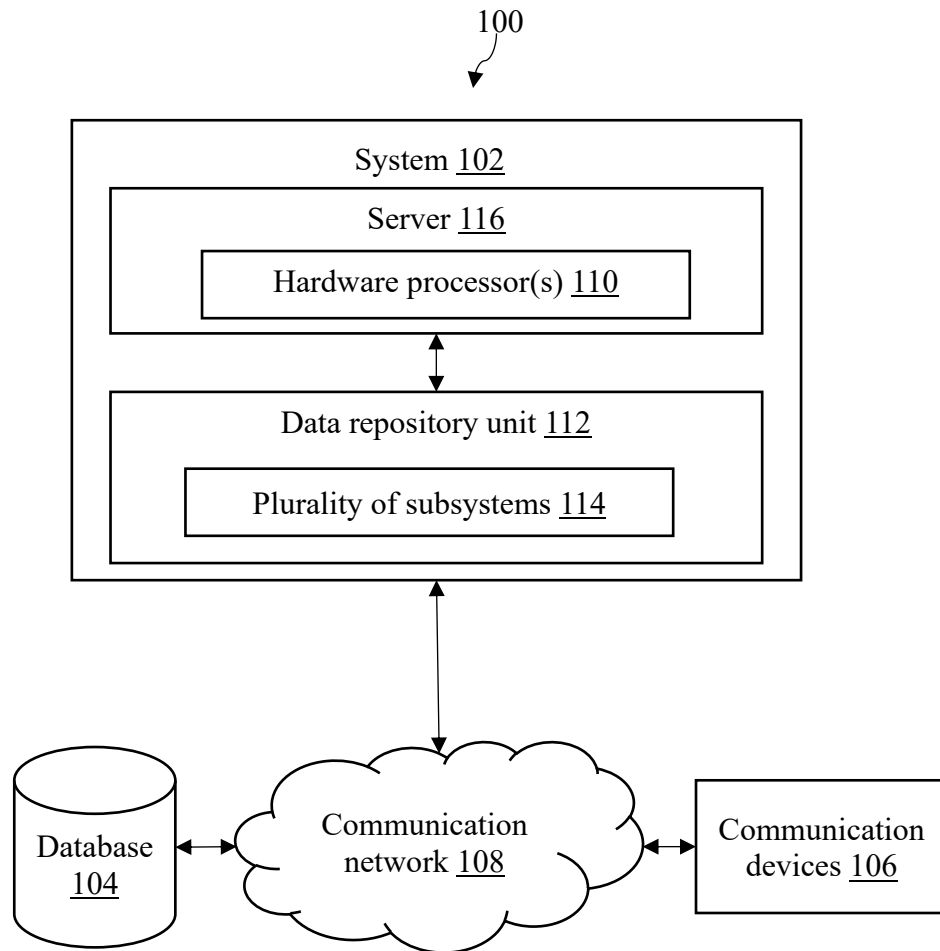 100
System 102
Server 116
Hardware processor(s) 110
Data repository unit 112
Plurality of subsystems 114
Database
104
Communication
network 108
Communication
devices 106